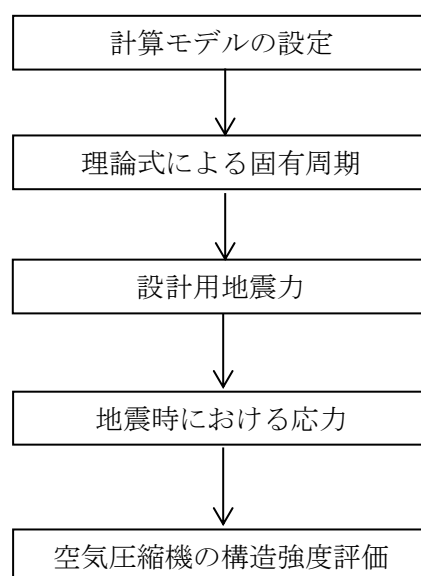 計算モデルの設定
理論式による固有周期
設計用地震力
地震時における応力
空気圧縮機の構造強度評価